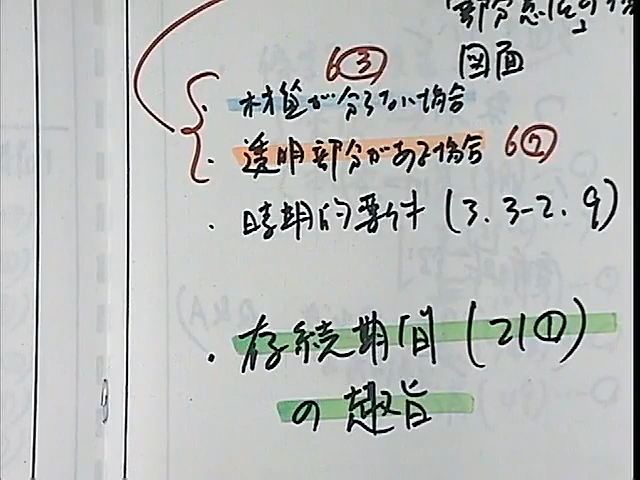 図面
6③
・材質が分らない場合
・透明部分がある場合 6⑦
・時期的要件 (3. 3-2. 9)
・存続期間 (21①)
の趣旨